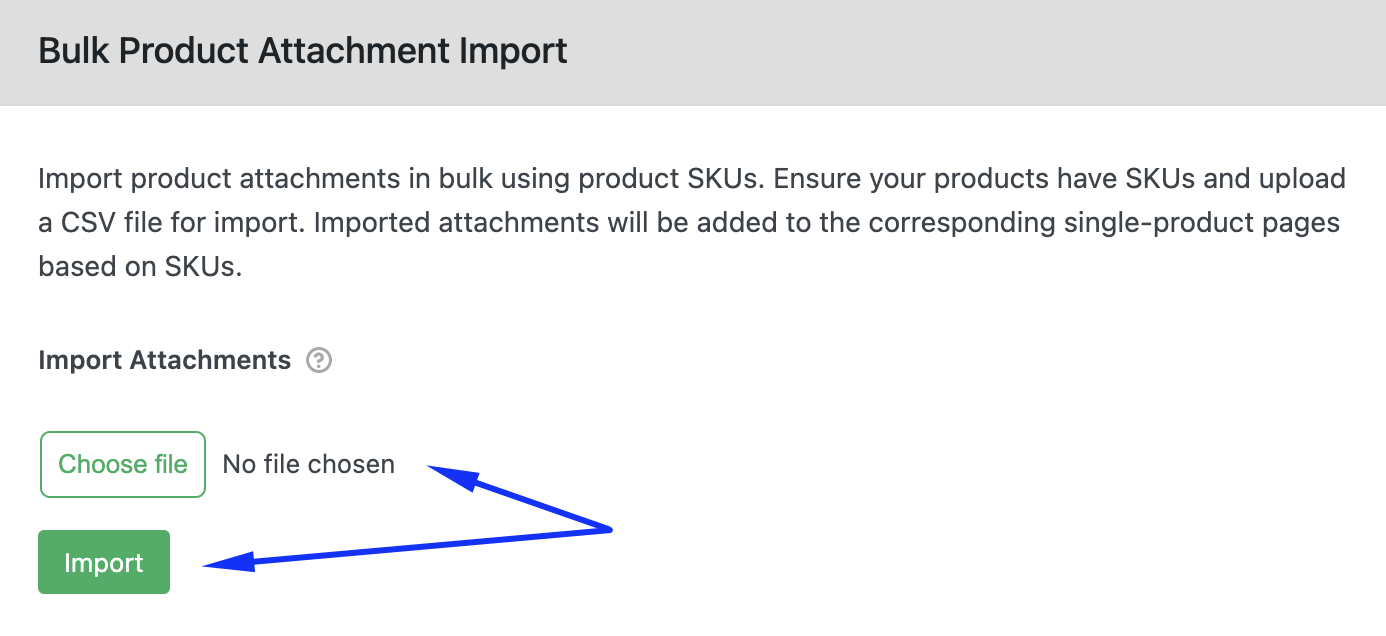 Bulk Product Attachment Import
Import product attachments in bulk using product SKUs. Ensure your products have SKUs and upload
a CSV file for import. Imported attachments will be added to the corresponding single-product pages
based on SKUs.
Import Attachments ?
Choose file No file chosen
Import